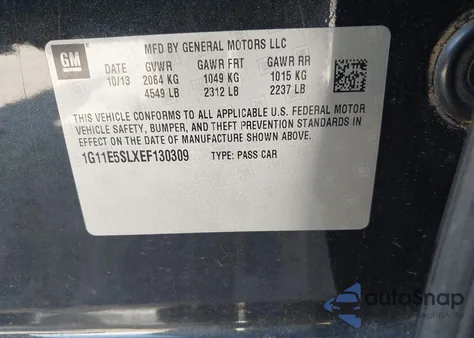 GM
MFD BY GENERAL MOTORS LLC
DATE GVWR GAWR FRT GAWR RR
10/13 2064 KG 1049 KG 1015 KG
4549 LB 2312 LB 2237 LB
THIS VEHICLE CONFORMS TO ALL APPLICABLE U.S. FEDERAL MOTOR
VEHICLE SAFETY, BUMPER, AND THEFT PREVENTION STANDARDS IN
EFFECT ON THE DATE OF MANUFACTURE SHOWN ABOVE.
1G11E5SLXEF130309 TYPE: PASS CAR
autoSnap